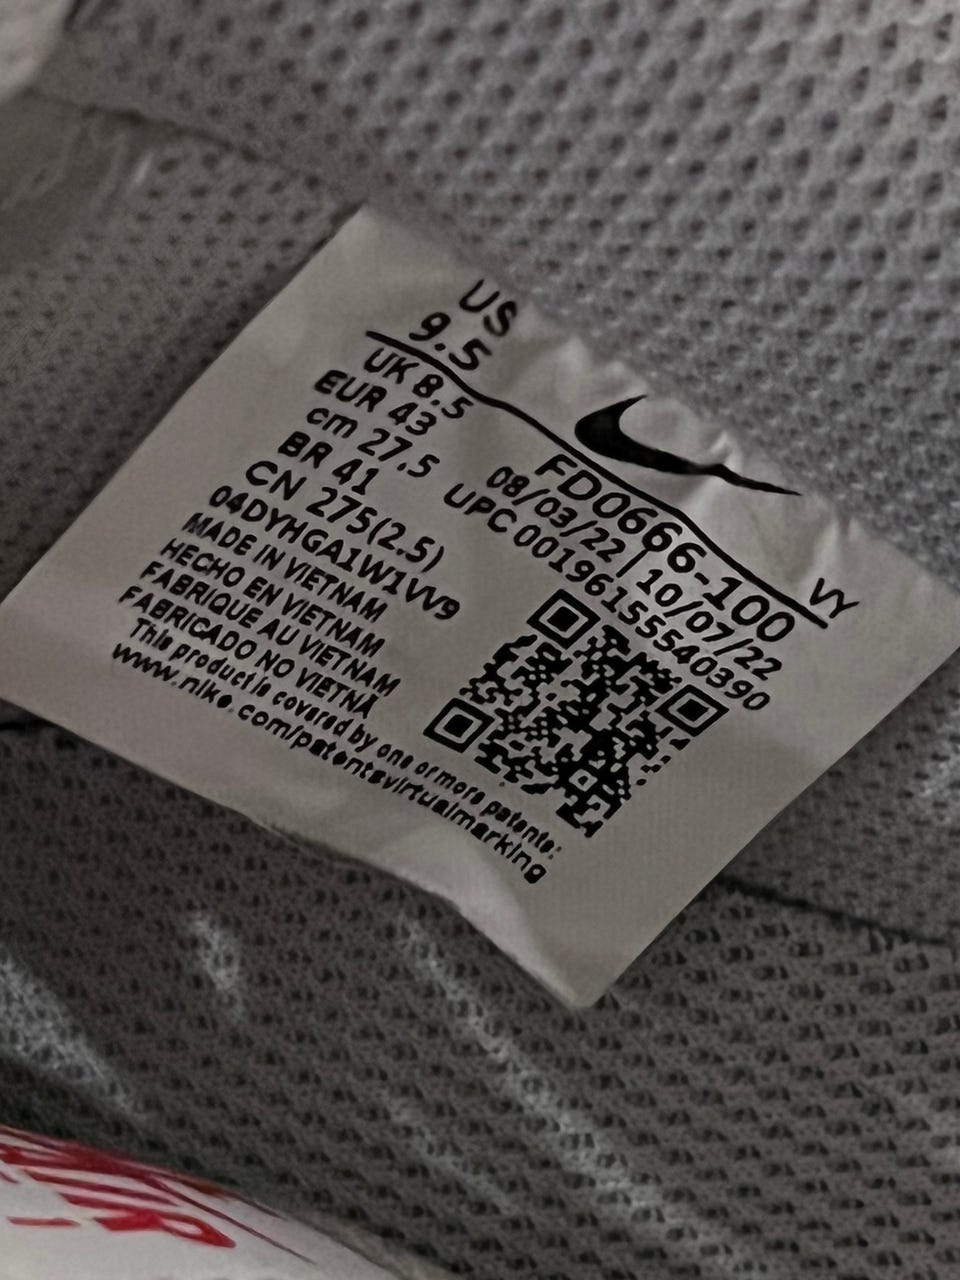 US
9.5
UK 8.5
EUR 43
cm 27.5
BR 41
CN 275(2.5)
04DYHGA1W1VV9
MADE IN VIETNAM
HECHO EN VIETNAM
FABRIQUE AU VIETNAM
FABRICADO NO VIETNÃ
This product is covered by one or more patents:
www.nike.com/patentsvirtualmarking
VY
FD0666-100
08/03/22 | 10/07/22
UPC 00196155540390